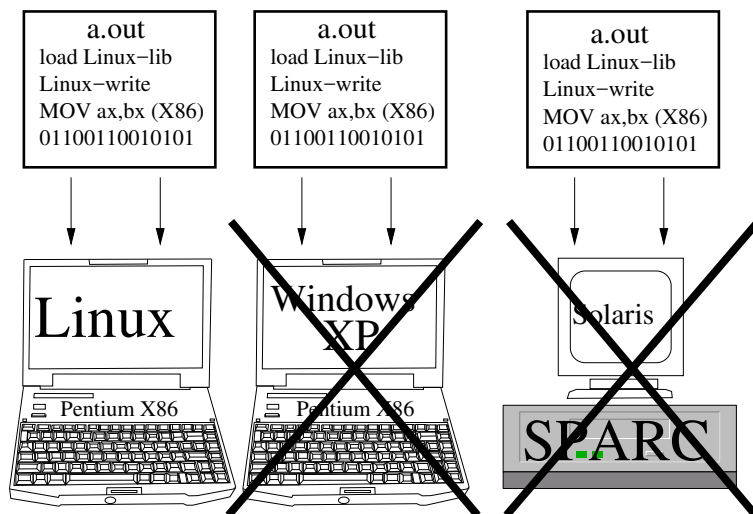 a.out
load Linux−lib
Linux−write
MOV ax,bx (X86)
01100110010101
a.out
load Linux−lib
Linux−write
MOV ax,bx (X86)
01100110010101
a.out
load Linux−lib
Linux−write
MOV ax,bx (X86)
01100110010101
Linux
Pentium X86
Windows
XP
Pentium X86
Solaris
SPARC